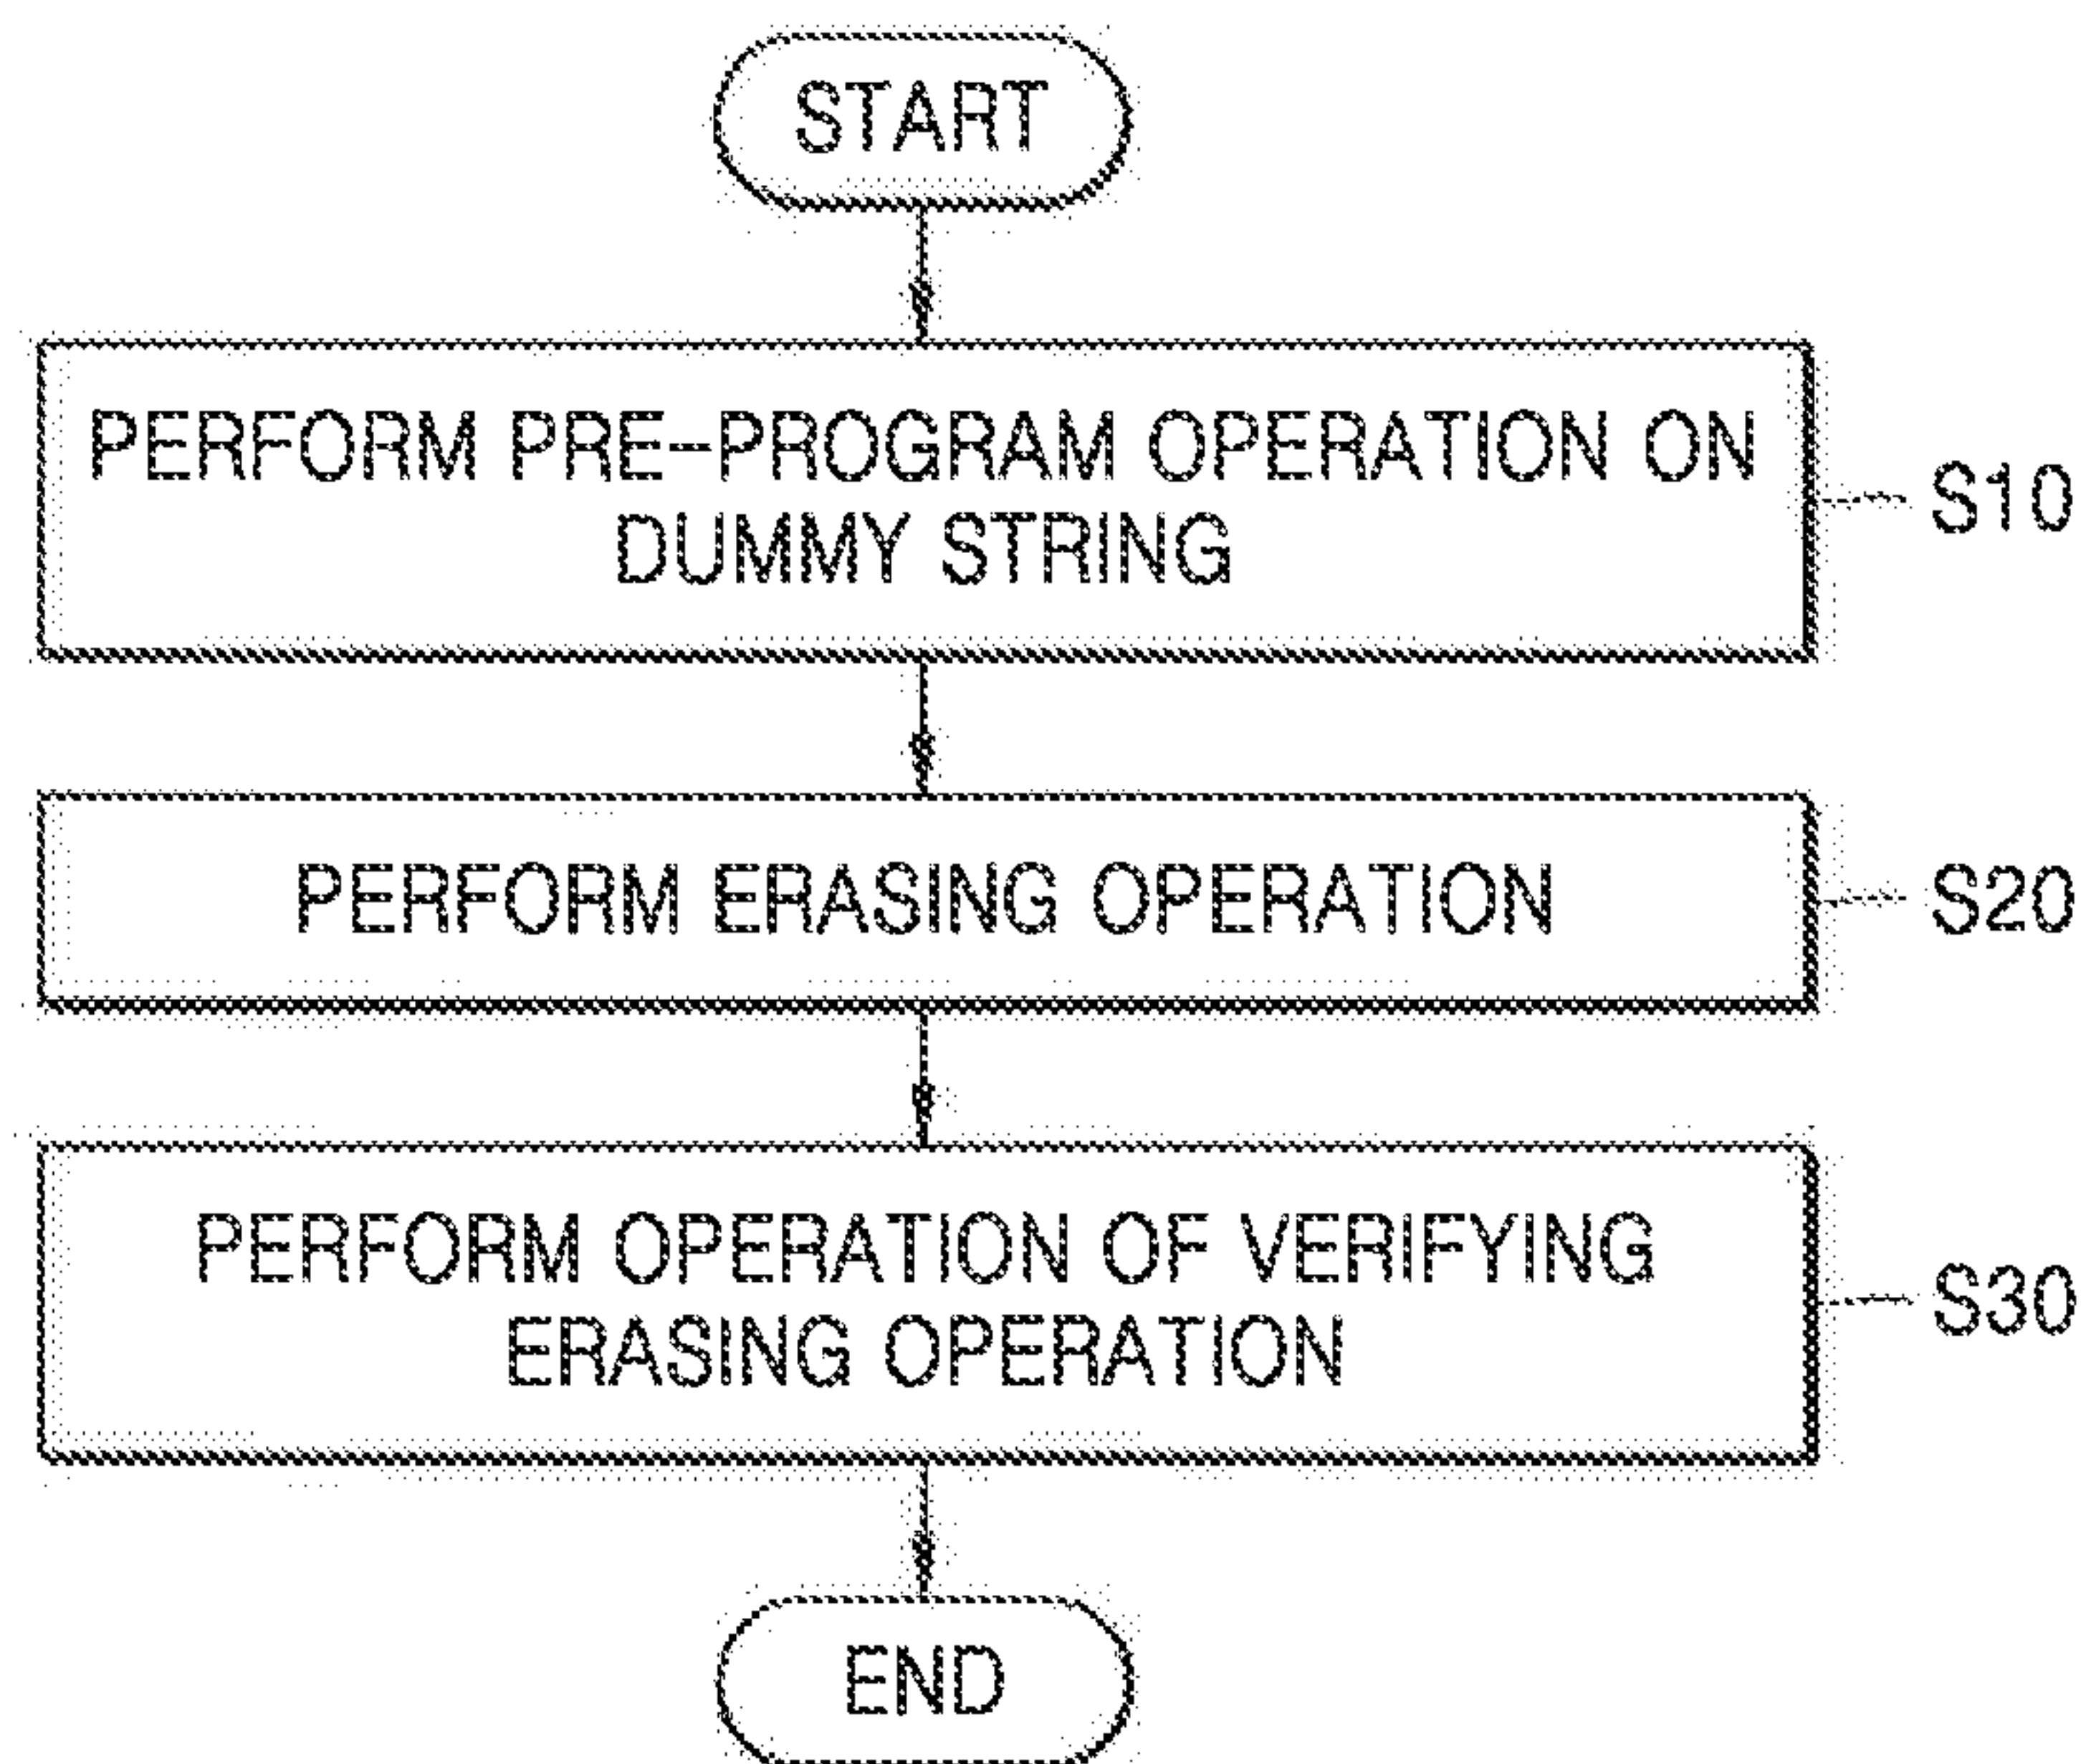 START
PERFORM PRE-PROGRAM OPERATION ON
DUMMY STRING
S10
PERFORM ERASING OPERATION
S20
PERFORM OPERATION OF VERIFYING
ERASING OPERATION
S30
END